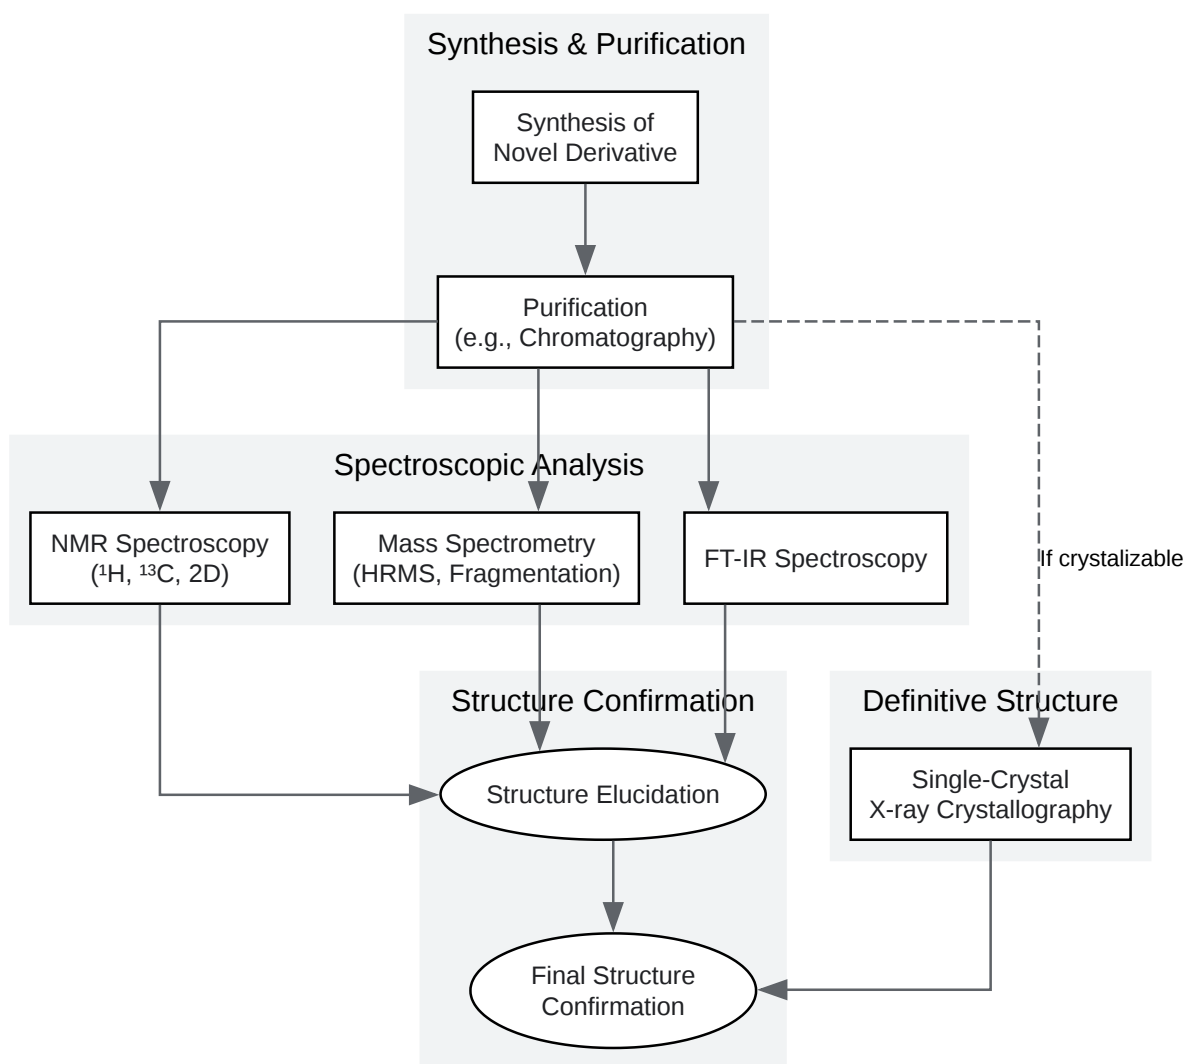 Synthesis & Purification
Synthesis of
Novel Derivative
Purification
(e.g., Chromatography)
Spectroscopic Analysis
NMR Spectroscopy
(¹H, ¹³C, 2D)
Mass Spectrometry
(HRMS, Fragmentation)
FT-IR Spectroscopy
If crystalizable
Structure Confirmation
Definitive Structure
Structure Elucidation
Single-Crystal
X-ray Crystallography
Final Structure
Confirmation